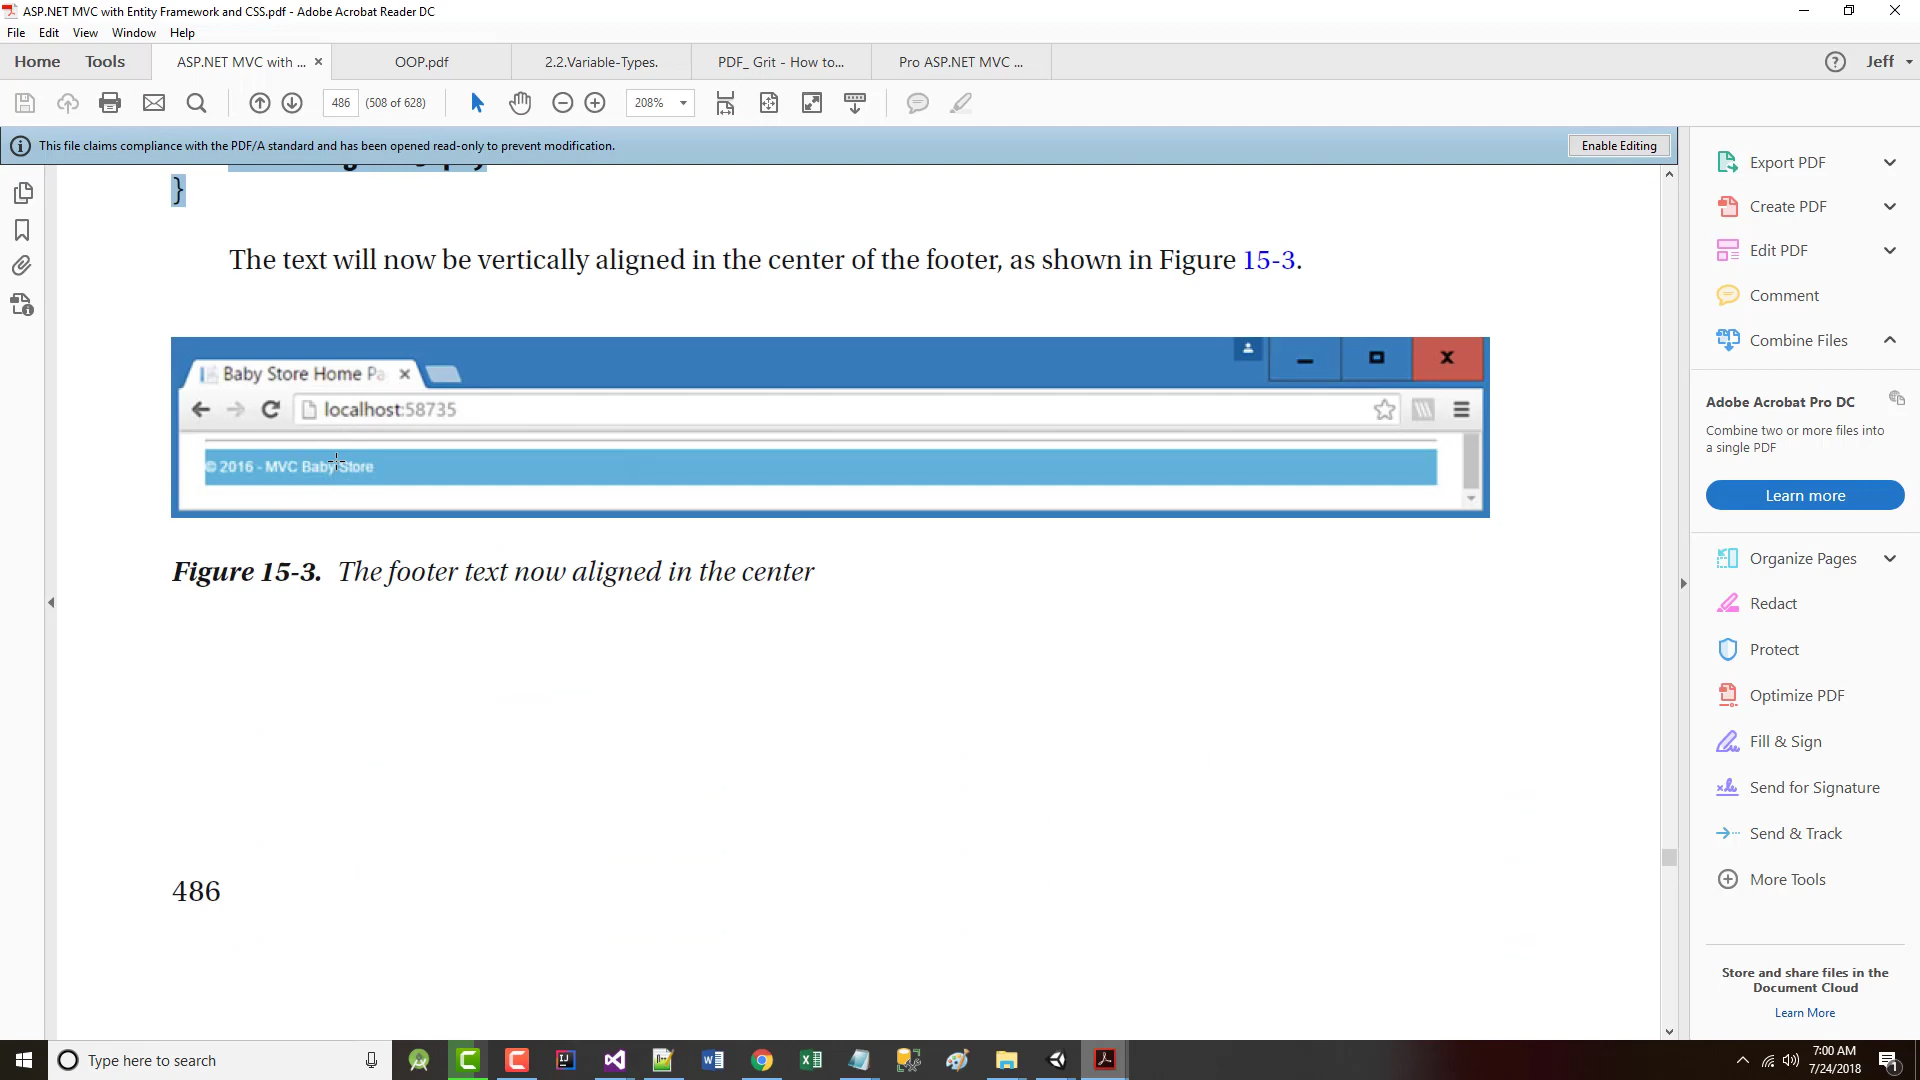 ASP.NET MVC with Entity Framework and CSS.pdf - Adobe Acrobat Reader DC
File Edit View Window Help
Home Tools ASP.NET MVC with ... × OOP.pdf 2.2.Variable-Types. PDF_ Grit - How to... Pro ASP.NET MVC ... Jeff
486 (508 of 628) 208%
This file claims compliance with the PDF/A standard and has been opened read-only to prevent modification. Enable Editing
}
The text will now be vertically aligned in the center of the footer, as shown in Figure 15-3.
Baby Store Home Pa
localhost:58735
© 2016 - MVC Baby Store
Figure 15-3. The footer text now aligned in the center
486
Export PDF
Create PDF
Edit PDF
Comment
Combine Files
Adobe Acrobat Pro DC
Combine two or more files into
a single PDF
Learn more
Organize Pages
Redact
Protect
Optimize PDF
Fill & Sign
Send for Signature
Send & Track
More Tools
Store and share files in the
Document Cloud
Learn More
Type here to search
7:00 AM
7/24/2018